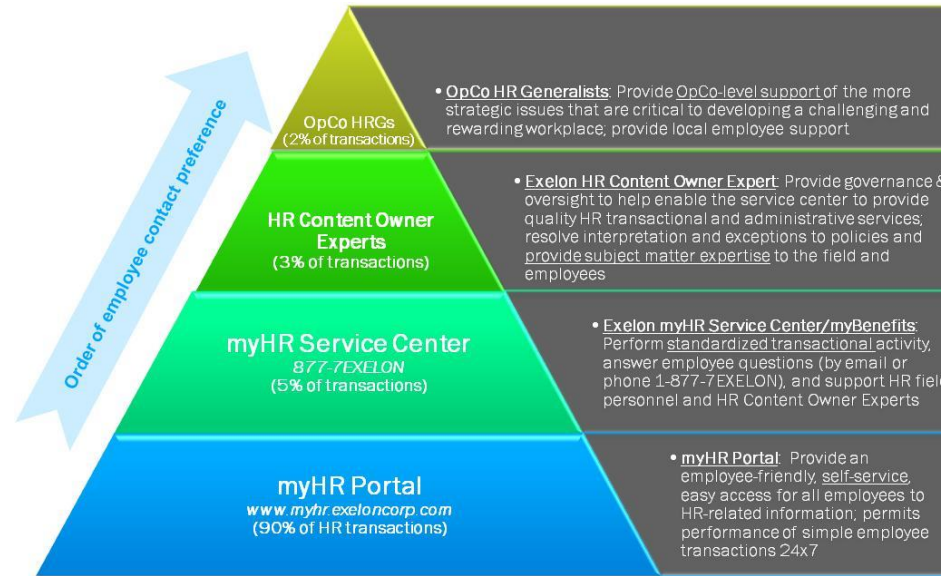 Order of employee contact preference
OpCo HRGs
(2% of transactions)
• OpCo HR Generalists: Provide OpCo-level support of the more
strategic issues that are critical to developing a challenging and
rewarding workplace; provide local employee support
HR Content Owner
Experts
(3% of transactions)
• Exelon HR Content Owner Expert: Provide governance &
oversight to help enable the service center to provide
quality HR transactional and administrative services;
resolve interpretation and exceptions to policies and
provide subject matter expertise to the field and
employees
myHR Service Center
877-7EXELON
(5% of transactions)
• Exelon myHR Service Center/myBenefits:
Perform standardized transactional activity,
answer employee questions (by email or
phone 1-877-7EXELON), and support HR field
personnel and HR Content Owner Experts
myHR Portal
www.myhr.exeloncorp.com
(90% of HR transactions)
• myHR Portal: Provide an
employee-friendly, self-service,
easy access for all employees to
HR-related information; permits
performance of simple employee
transactions 24x7